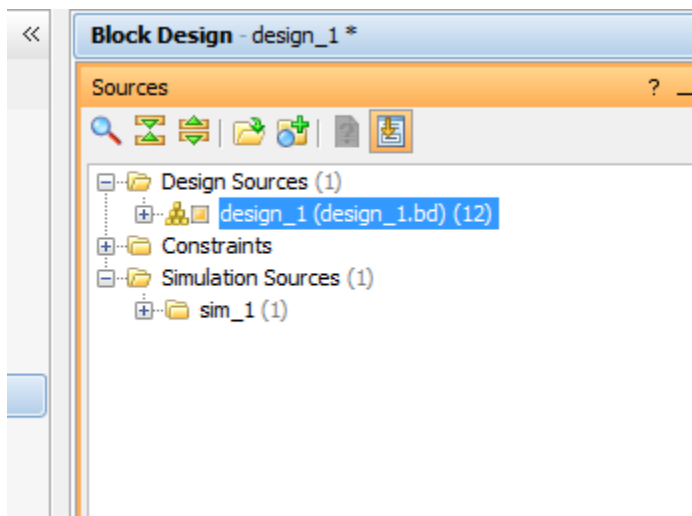 «
Block Design - design_1 *
Sources ? _
Design Sources (1)
design_1 (design_1.bd) (12)
Constraints
Simulation Sources (1)
sim_1 (1)